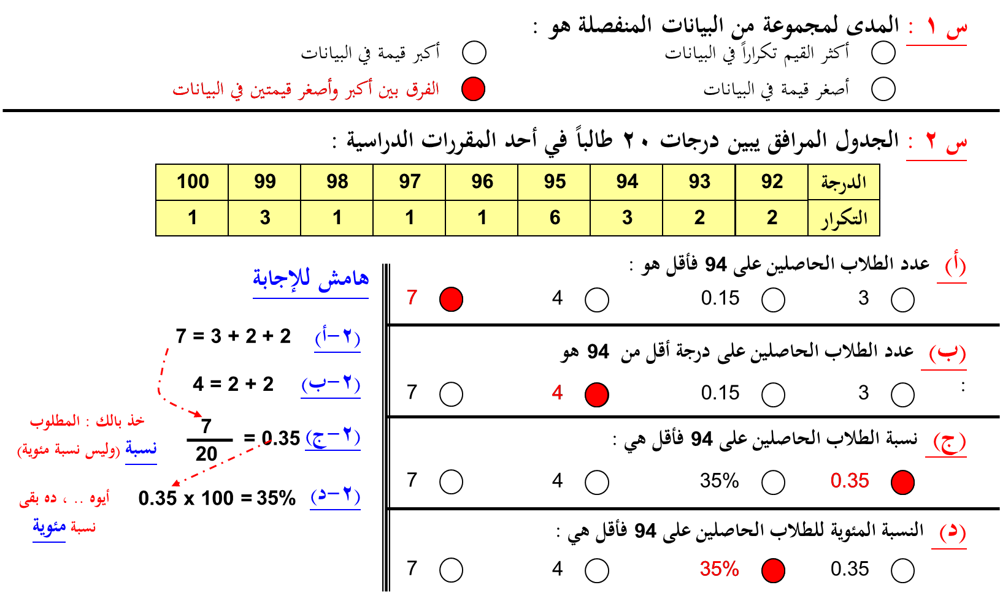 س ١ : المدى لمجموعة من البيانات المنفصلة هو :
أكثر القيم تكراراً في البيانات أكبر قيمة في البيانات
أصغر قيمة في البيانات الفرق بين أكبر وأصغر قيمتين في البيانات
س ٢ : الجدول المرافق يبين درجات ٢٠ طالباً في أحد المقررات الدراسية :
الدرجة 92 93 94 95 96 97 98 99 100
التكرار 2 2 3 6 1 1 1 3 1
(أ) عدد الطلاب الحاصلين على 94 فأقل هو :
3 0.15 4 7
(ب) عدد الطلاب الحاصلين على درجة أقل من 94 هو
:
3 0.15 4 7
(ج) نسبة الطلاب الحاصلين على 94 فأقل هي :
0.35 35% 4 7
(د) النسبة المئوية للطلاب الحاصلين على 94 فأقل هي :
0.35 35% 4 7
هامش للإجابة
(٢-أ) 7 = 3 + 2 + 2
(٢-ب) 4 = 2 + 2
(٢-ج) 7/20 = 0.35
خذ بالك : المطلوب
نسبة (وليس نسبة مئوية)
(٢-د) 0.35 x 100 = 35%
أيوه .. ، ده بقى
نسبة مئوية